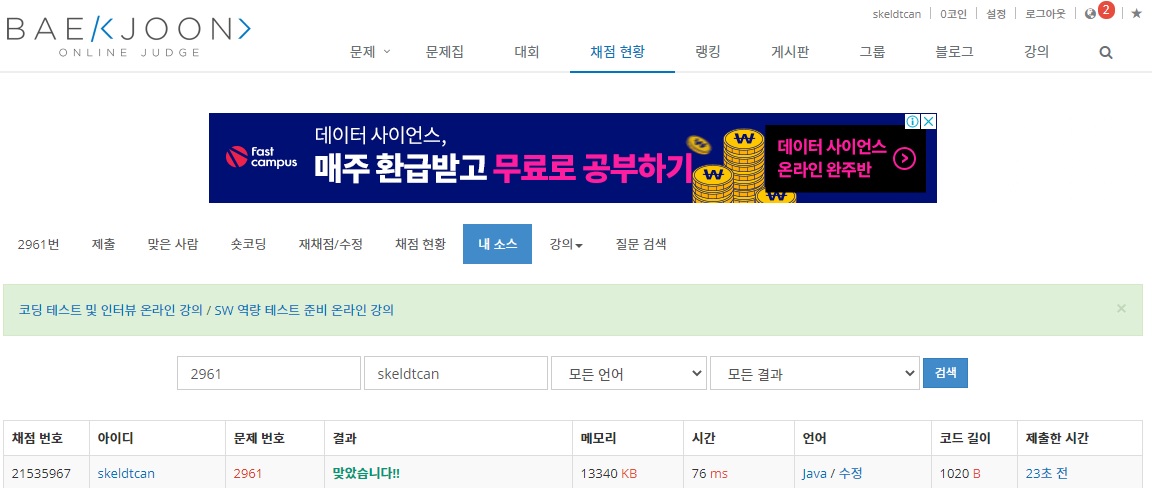 skeldtcan 0코인 설정 로그아웃 2
BAEKJOON
ONLINE JUDGE
문제 문제집 대회 채점 현황 랭킹 게시판 그룹 블로그 강의
Fast campus
데이터 사이언스,
매주 환급받고 무료로 공부하기
데이터 사이언스
온라인 완주반
2961번 제출 맞은 사람 숏코딩 재채점/수정 채점 현황 내 소스 강의 질문 검색
코딩 테스트 및 인터뷰 온라인 강의 / SW 역량 테스트 준비 온라인 강의 ×
2961 skeldtcan 모든 언어 모든 결과 검색
채점 번호 아이디 문제 번호 결과 메모리 시간 언어 코드 길이 제출한 시간
21535967 skeldtcan 2961 맞았습니다!! 13340 KB 76 ms Java / 수정 1020 B 23초 전